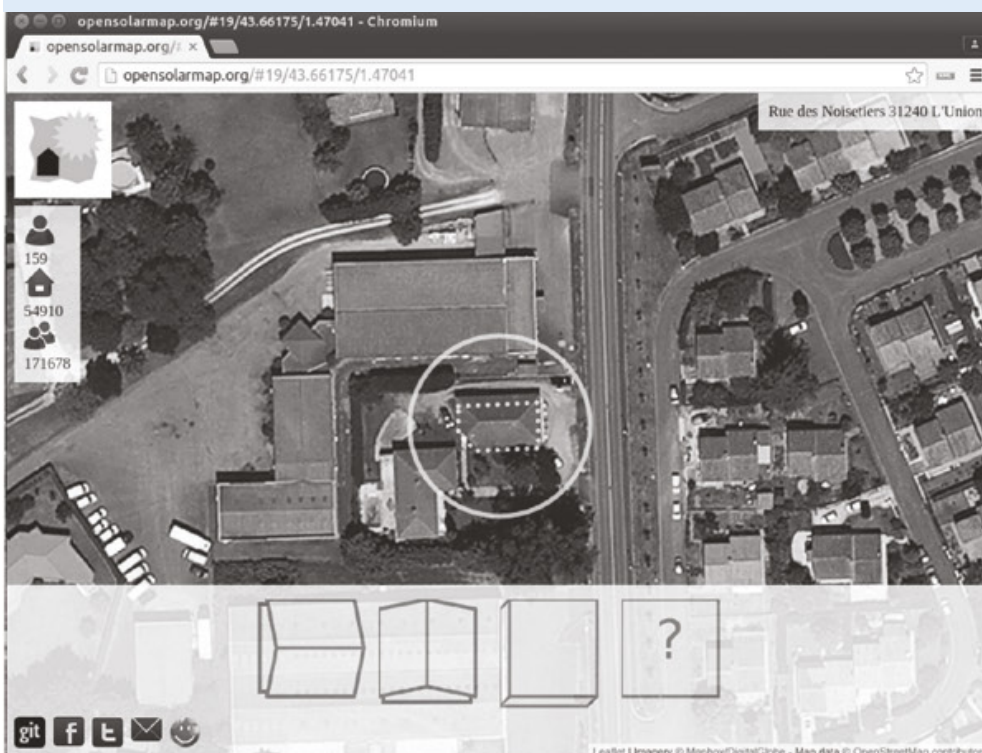 opensolarmap.org/#19/43.66175/1.47041 - Chromium
opensolarmap.org/
opensolarmap.org/#19/43.66175/1.47041
Rue des Noisetiers 31240 L'Union
159
54910
171678
?
git f t
Leaflet | Imagery © Mapbox/DigitalGlobe - Map data © OpenStreetMap contributors